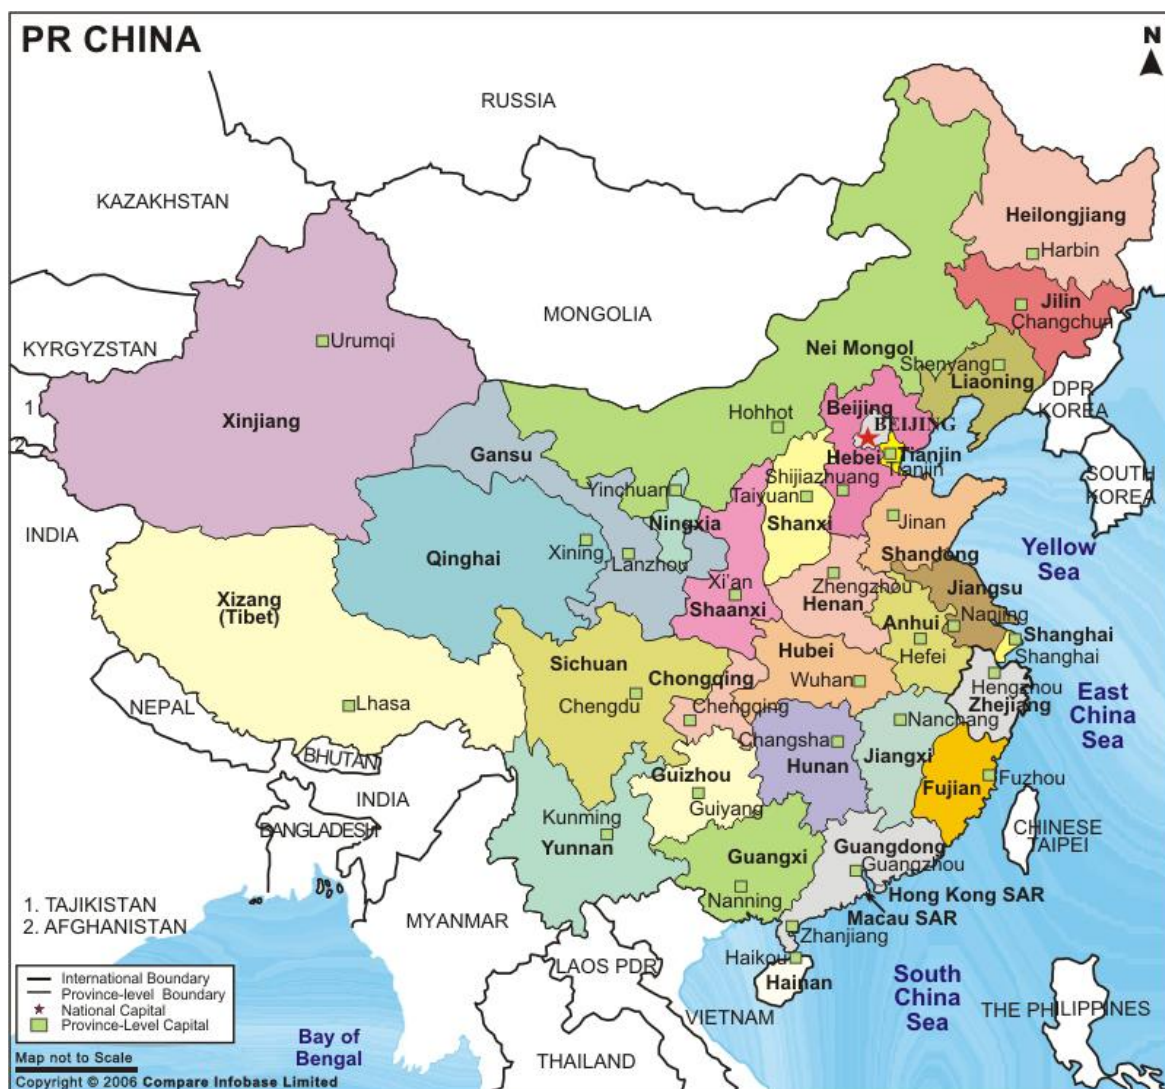 PR CHINA
N
RUSSIA
KAZAKHSTAN
MONGOLIA
KYRGYZSTAN
1
2
INDIA
Heilongjiang
Harbin
Jilin
Changchun
Nei Mongol
Shenyang
Liaoning
DPR
KOREA
SOUTH
KOREA
Urumqi
Xinjiang
Hohhot
Beijing
BEIJING
Gansu
Hebei
Tianjin
Tianjin
Shijiazhuang
Yinchuan
Taiyuan
Ningxia
Shanxi
Jinan
Qinghai
Xining
Lanzhou
Shandong
Yellow
Sea
Xi'an
Zhengzhou
Jiangsu
Xizang
(Tibet)
Shaanxi
Henan
Anhui
Nanjing
Shanghai
Shanghai
Hefei
Sichuan
Chongqing
Hubei
Wuhan
Hengzhou
Zhejiang
East
China
Sea
NEPAL
Lhasa
Chengdu
Chengqing
Nanchang
Changsha
BHUTAN
Guizhou
Hunan
Jiangxi
Fujian
Fuzhou
INDIA
Guiyang
BANGLADESH
Kunming
Yunnan
Guangxi
Guangdong
Guangzhou
CHINESE
TAIPEI
Nanning
Hong Kong SAR
Macau SAR
1. TAJIKISTAN
2. AFGHANISTAN
MYANMAR
Zhanjiang
LAOS PDR
Haikou
Hainan
South
China
Sea
VIETNAM
THE PHILIPPINES
Bay of
Bengal
THAILAND
International Boundary
Province-level Boundary
National Capital
Province-Level Capital
Map not to Scale
Copyright © 2006 Compare Infobase Limited